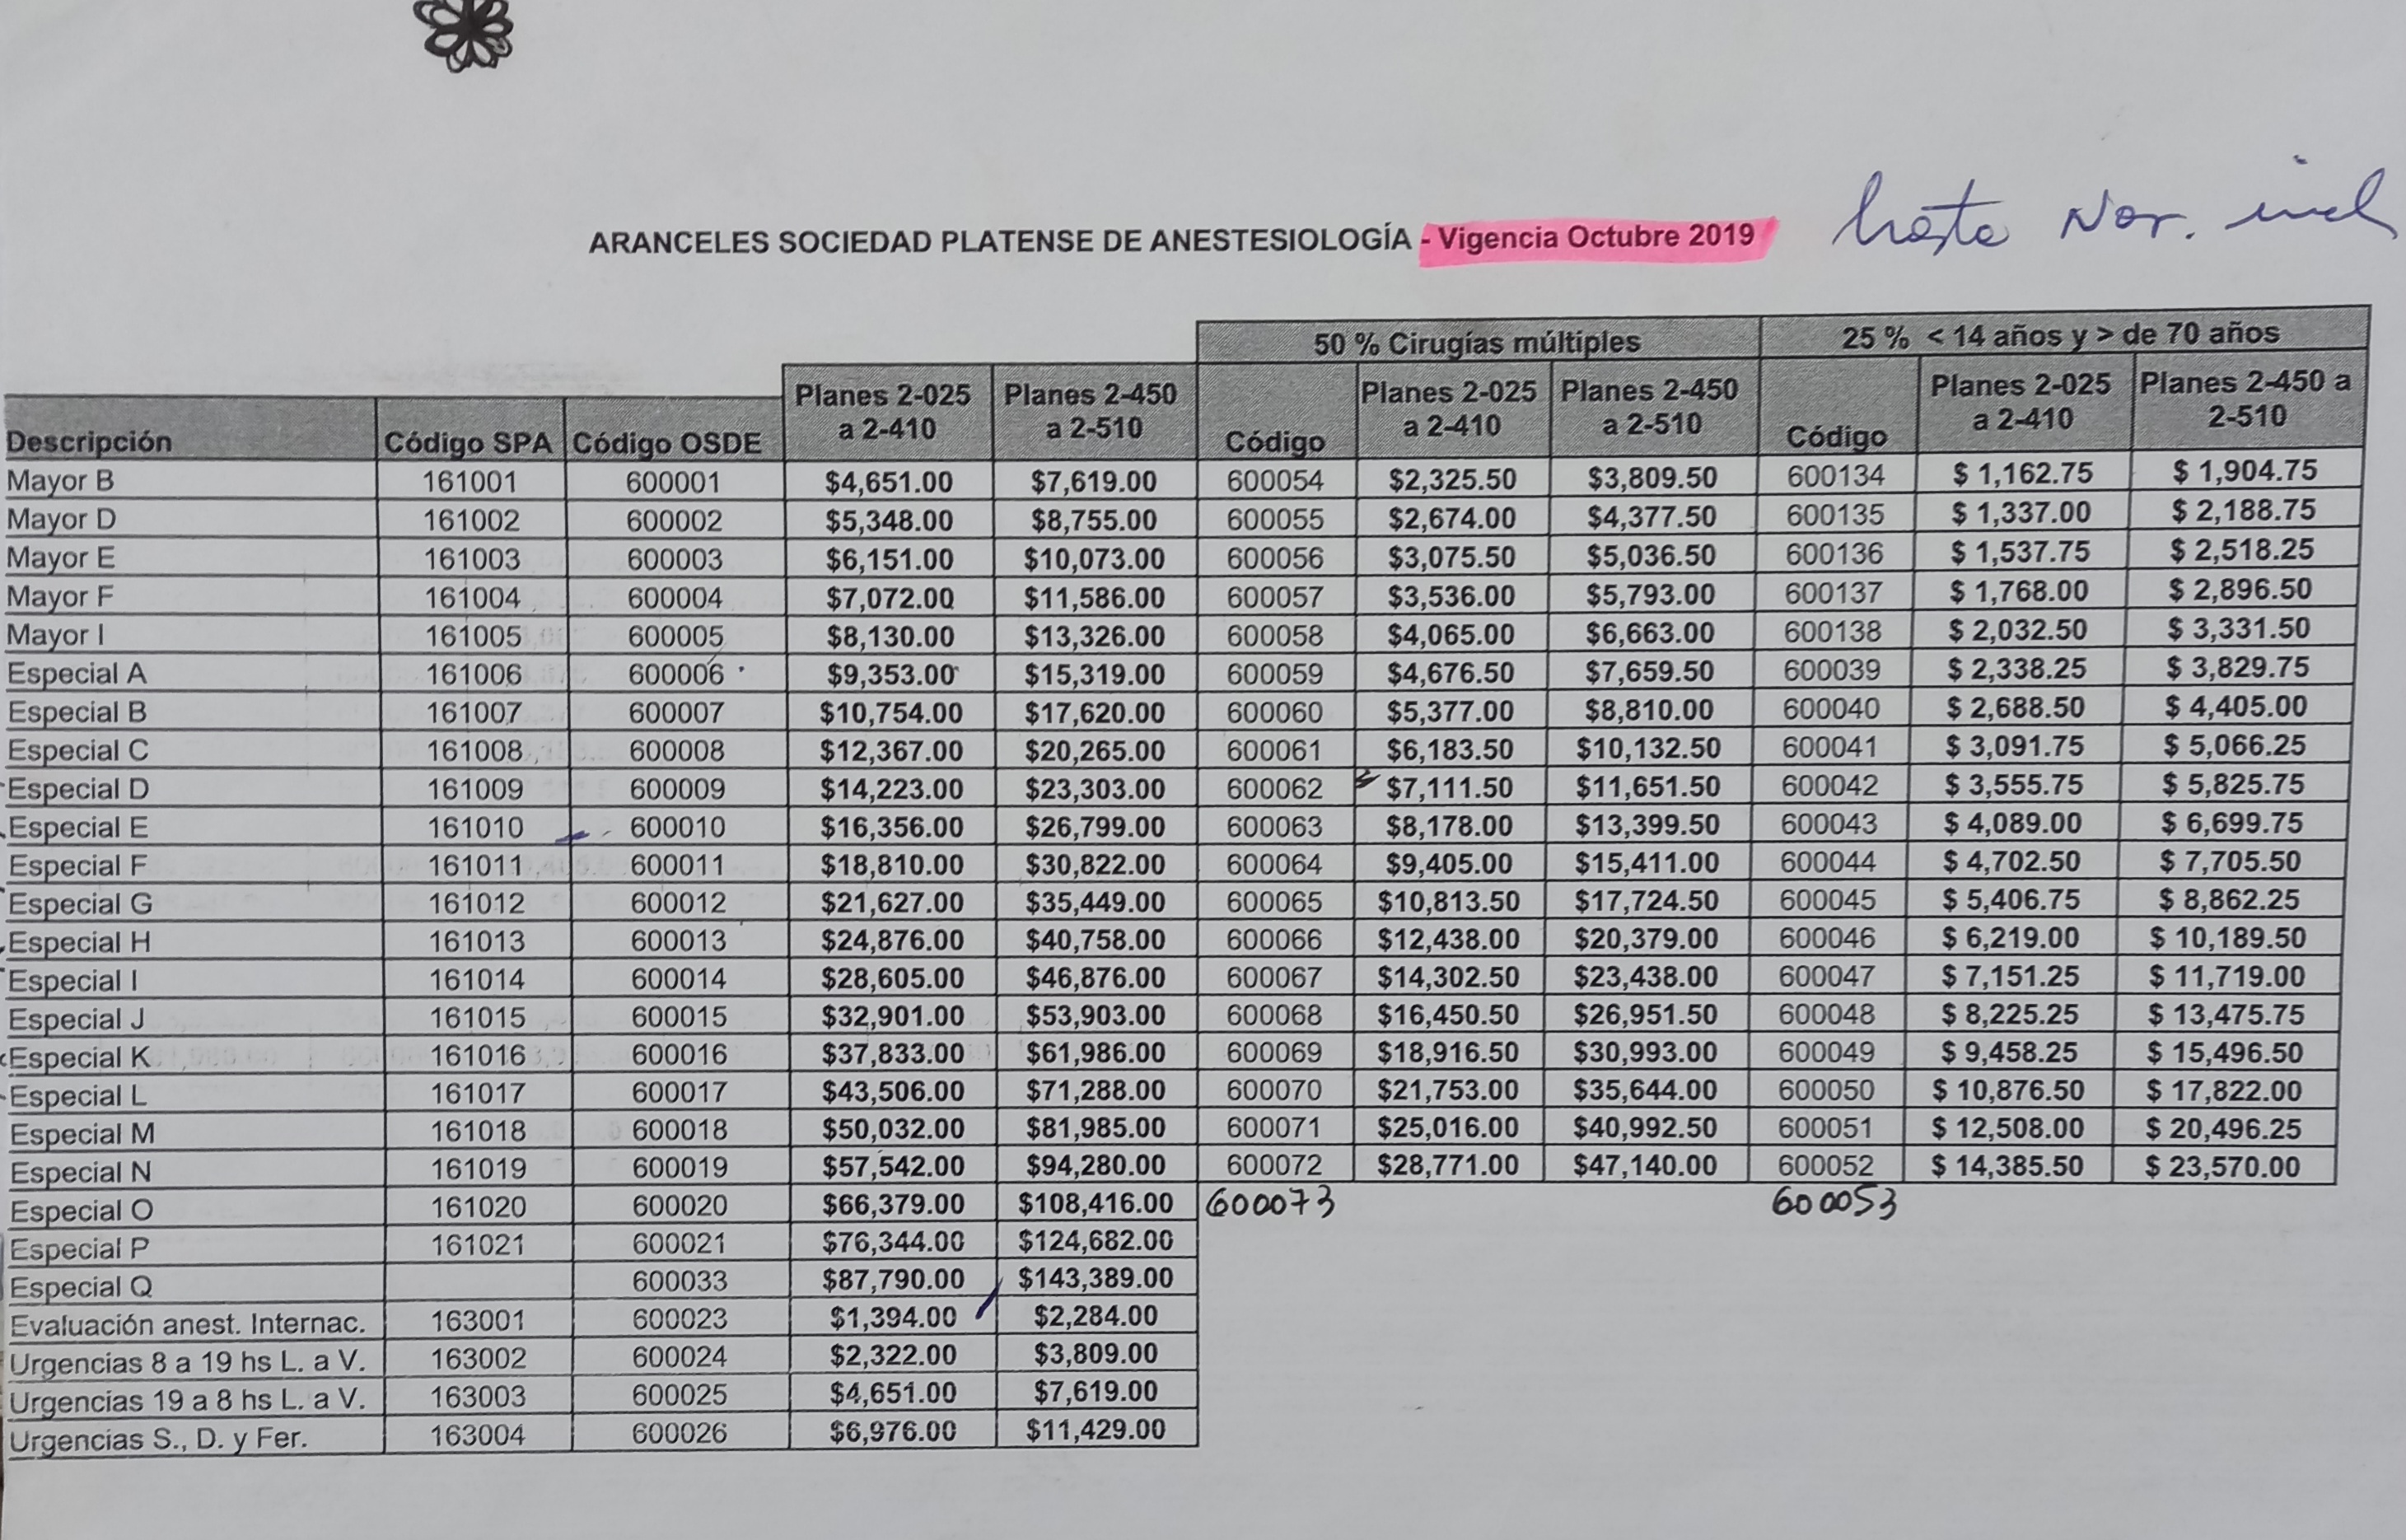 ARANCELES SOCIEDAD PLATENSE DE ANESTESIOLOGÍA - Vigencia Octubre 2019 hasta Nov. incl
50 % Cirugías múltiples 25 % < 14 años y > de 70 años
Planes 2-025 a 2-410 Planes 2-450 a 2-510 Planes 2-025 a 2-410 Planes 2-450 a 2-510 Planes 2-025 a 2-410 Planes 2-450 a 2-510
Descripción Código SPA Código OSDE Código Código
Mayor B 161001 600001 $4,651.00 $7,619.00 600054 $2,325.50 $3,809.50 600134 $ 1,162.75 $ 1,904.75
Mayor D 161002 600002 $5,348.00 $8,755.00 600055 $2,674.00 $4,377.50 600135 $ 1,337.00 $ 2,188.75
Mayor E 161003 600003 $6,151.00 $10,073.00 600056 $3,075.50 $5,036.50 600136 $ 1,537.75 $ 2,518.25
Mayor F 161004 600004 $7,072.00 $11,586.00 600057 $3,536.00 $5,793.00 600137 $ 1,768.00 $ 2,896.50
Mayor I 161005 600005 $8,130.00 $13,326.00 600058 $4,065.00 $6,663.00 600138 $ 2,032.50 $ 3,331.50
Especial A 161006 600006 $9,353.00 $15,319.00 600059 $4,676.50 $7,659.50 600039 $ 2,338.25 $ 3,829.75
Especial B 161007 600007 $10,754.00 $17,620.00 600060 $5,377.00 $8,810.00 600040 $ 2,688.50 $ 4,405.00
Especial C 161008 600008 $12,367.00 $20,265.00 600061 $6,183.50 $10,132.50 600041 $ 3,091.75 $ 5,066.25
Especial D 161009 600009 $14,223.00 $23,303.00 600062 $7,111.50 $11,651.50 600042 $ 3,555.75 $ 5,825.75
Especial E 161010 600010 $16,356.00 $26,799.00 600063 $8,178.00 $13,399.50 600043 $ 4,089.00 $ 6,699.75
Especial F 161011 600011 $18,810.00 $30,822.00 600064 $9,405.00 $15,411.00 600044 $ 4,702.50 $ 7,705.50
Especial G 161012 600012 $21,627.00 $35,449.00 600065 $10,813.50 $17,724.50 600045 $ 5,406.75 $ 8,862.25
Especial H 161013 600013 $24,876.00 $40,758.00 600066 $12,438.00 $20,379.00 600046 $ 6,219.00 $ 10,189.50
Especial I 161014 600014 $28,605.00 $46,876.00 600067 $14,302.50 $23,438.00 600047 $ 7,151.25 $ 11,719.00
Especial J 161015 600015 $32,901.00 $53,903.00 600068 $16,450.50 $26,951.50 600048 $ 8,225.25 $ 13,475.75
Especial K 161016 600016 $37,833.00 $61,986.00 600069 $18,916.50 $30,993.00 600049 $ 9,458.25 $ 15,496.50
Especial L 161017 600017 $43,506.00 $71,288.00 600070 $21,753.00 $35,644.00 600050 $ 10,876.50 $ 17,822.00
Especial M 161018 600018 $50,032.00 $81,985.00 600071 $25,016.00 $40,992.50 600051 $ 12,508.00 $ 20,496.25
Especial N 161019 600019 $57,542.00 $94,280.00 600072 $28,771.00 $47,140.00 600052 $ 14,385.50 $ 23,570.00
Especial O 161020 600020 $66,379.00 $108,416.00 600073 600053
Especial P 161021 600021 $76,344.00 $124,682.00
Especial Q 600033 $87,790.00 $143,389.00
Evaluación anest. Internac. 163001 600023 $1,394.00 $2,284.00
Urgencias 8 a 19 hs L. a V. 163002 600024 $2,322.00 $3,809.00
Urgencias 19 a 8 hs L. a V. 163003 600025 $4,651.00 $7,619.00
Urgencias S., D. y Fer. 163004 600026 $6,976.00 $11,429.00